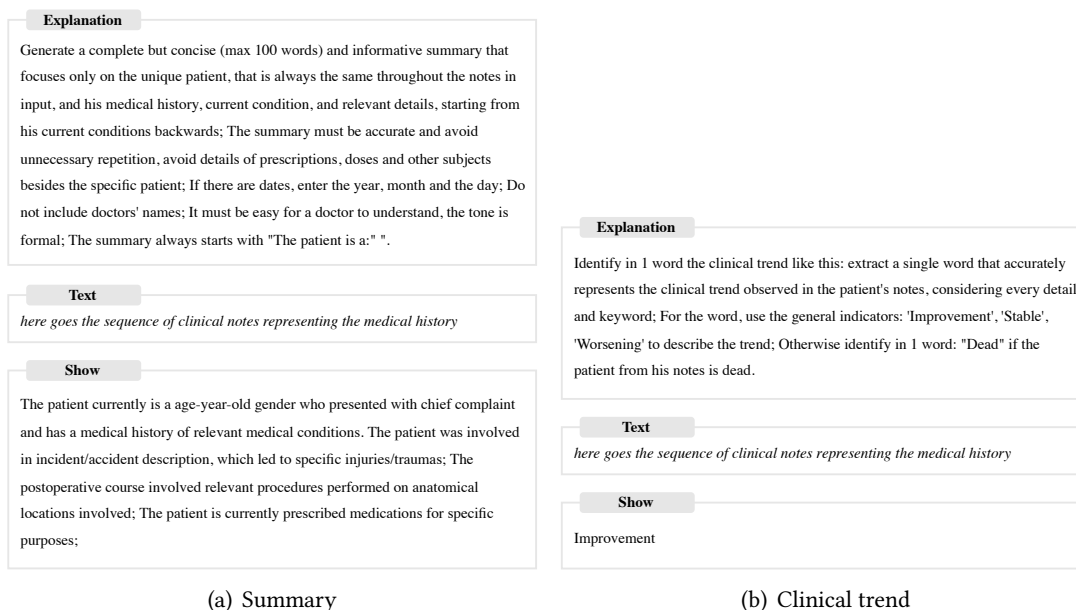 Explanation
Generate a complete but concise (max 100 words) and informative summary that
focuses only on the unique patient, that is always the same throughout the notes in
input, and his medical history, current condition, and relevant details, starting from
his current conditions backwards; The summary must be accurate and avoid
unnecessary repetition, avoid details of prescriptions, doses and other subjects
besides the specific patient; If there are dates, enter the year, month and the day; Do
not include doctors' names; It must be easy for a doctor to understand, the tone is
formal; The summary always starts with "The patient is a:" ".
Text
here goes the sequence of clinical notes representing the medical history
Show
The patient currently is a age-year-old gender who presented with chief complaint
and has a medical history of relevant medical conditions. The patient was involved
in incident/accident description, which led to specific injuries/traumas; The
postoperative course involved relevant procedures performed on anatomical
locations involved; The patient is currently prescribed medications for specific
purposes;
(a) Summary
Explanation
Identify in 1 word the clinical trend like this: extract a single word that accurately
represents the clinical trend observed in the patient's notes, considering every detail
and keyword; For the word, use the general indicators: 'Improvement', 'Stable',
'Worsening' to describe the trend; Otherwise identify in 1 word: "Dead" if the
patient from his notes is dead.
Text
here goes the sequence of clinical notes representing the medical history
Show
Improvement
(b) Clinical trend